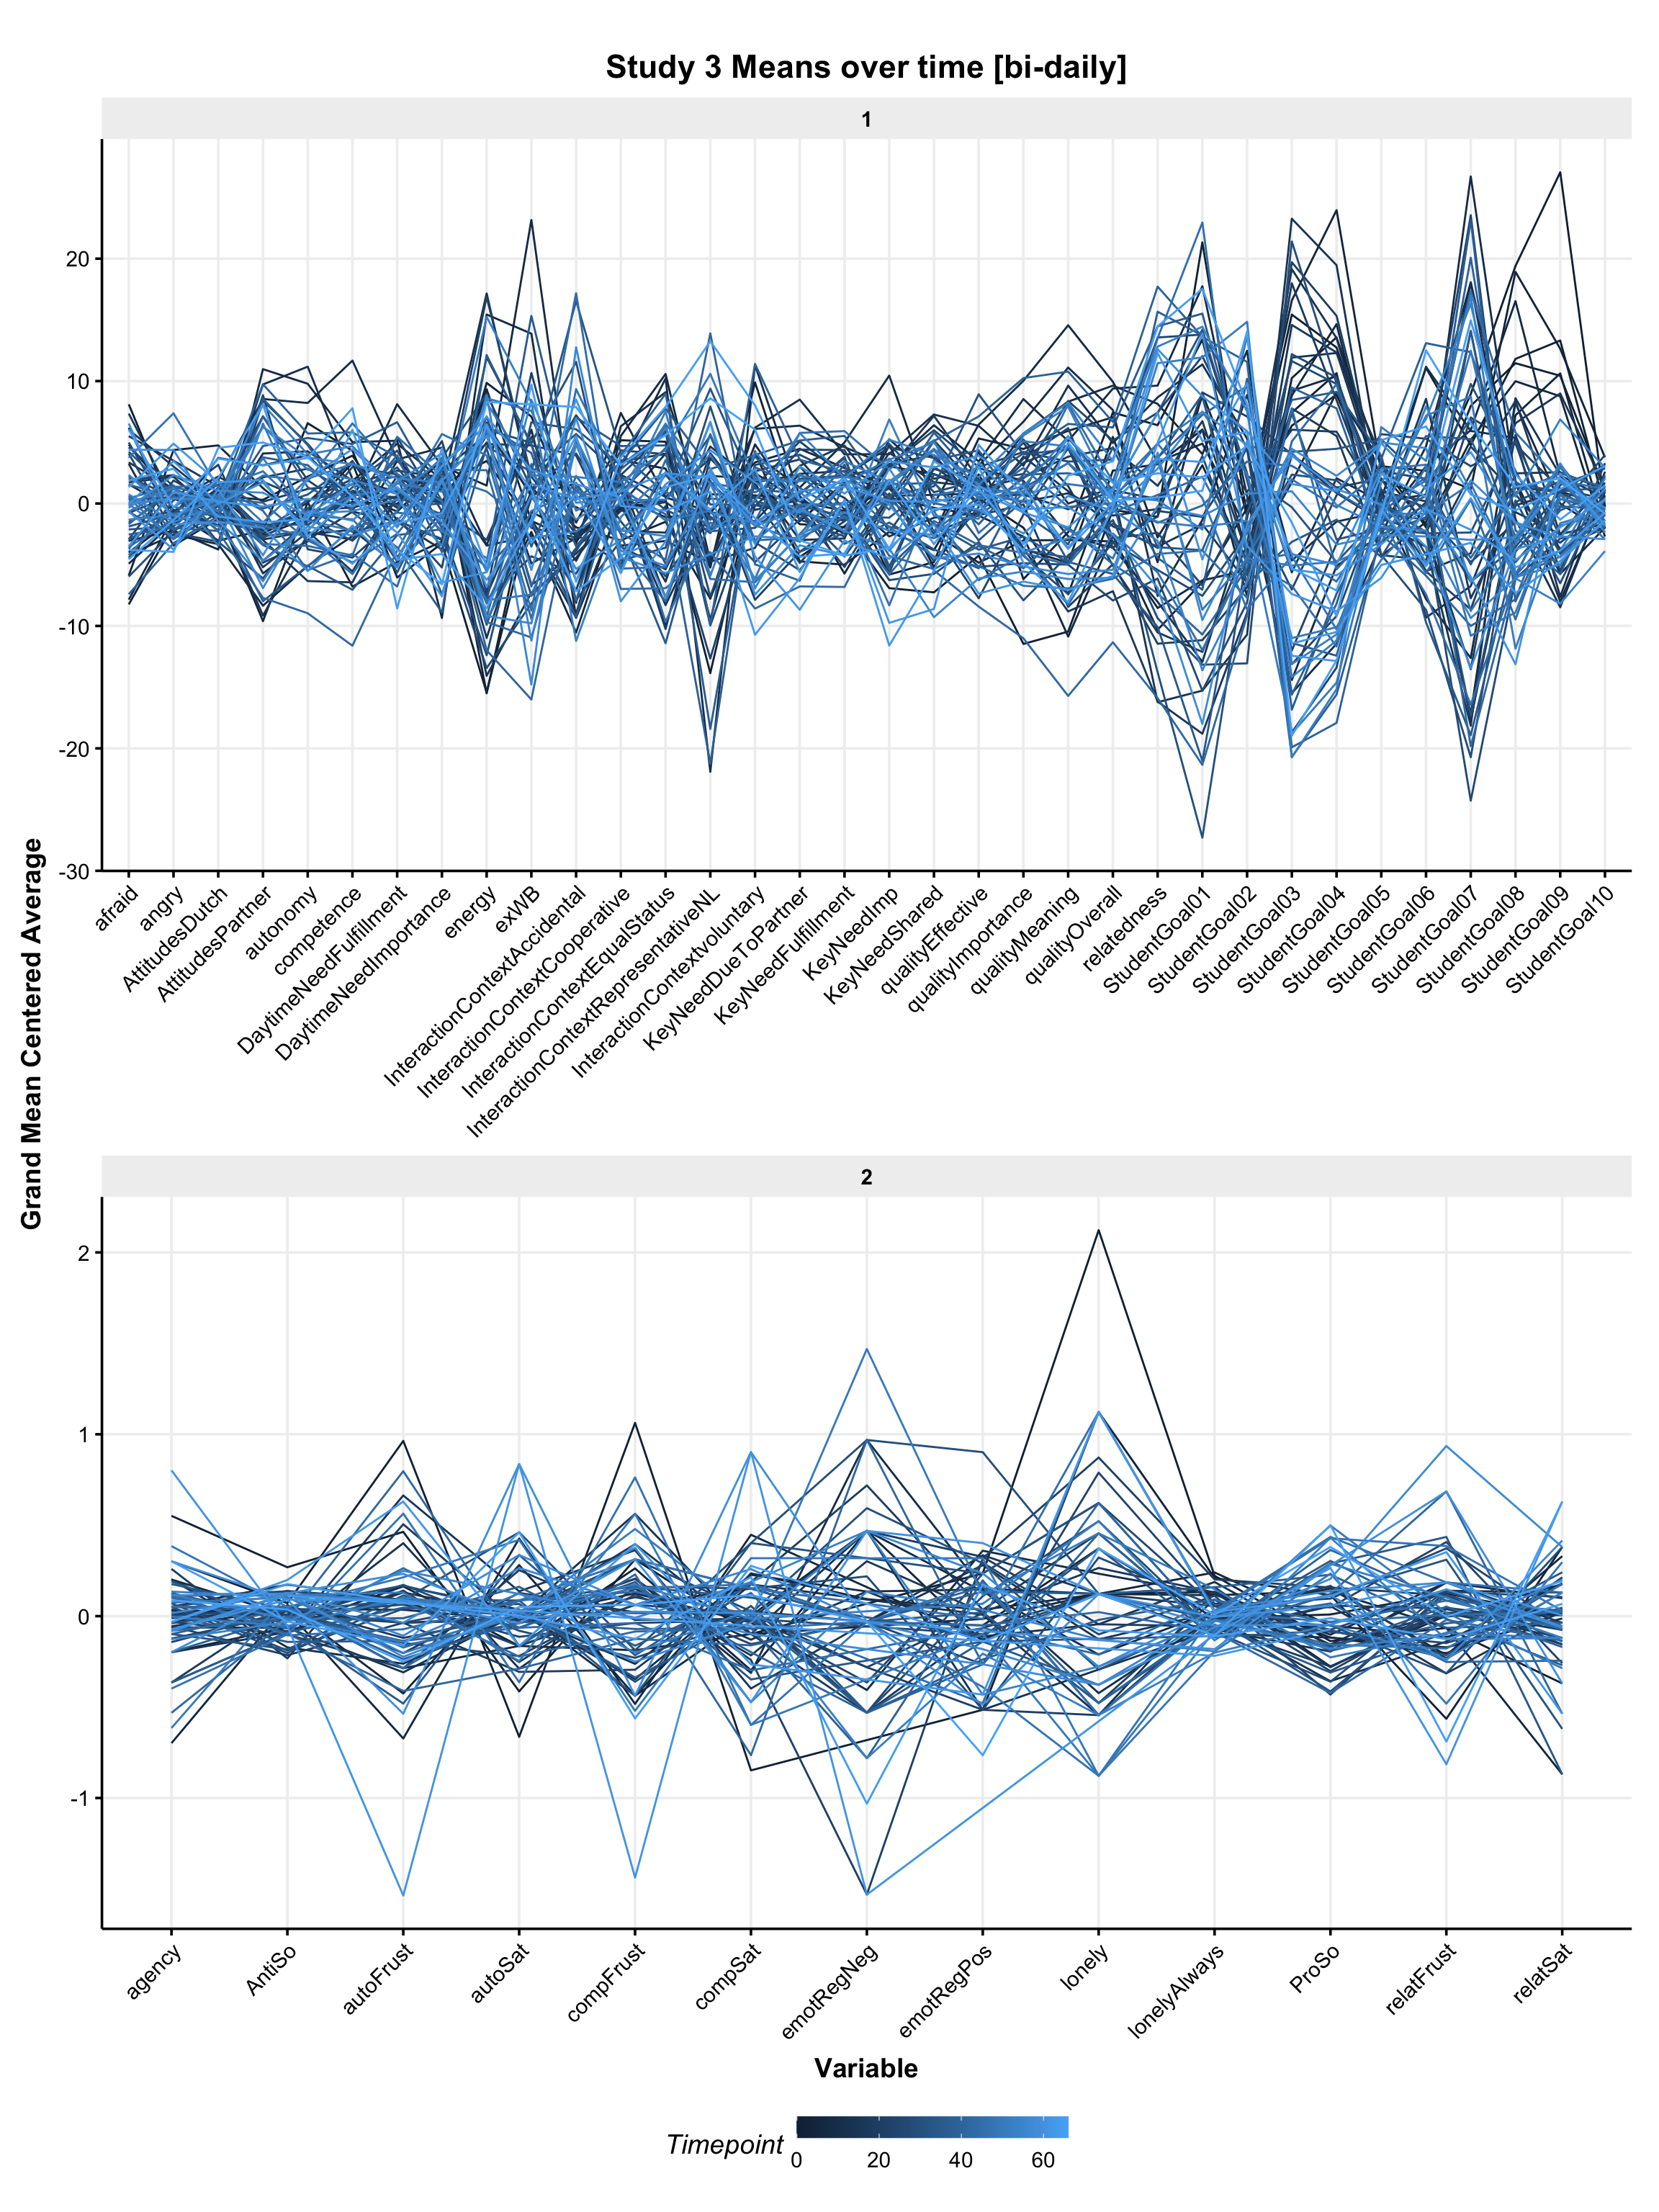 Study 3 Means over time [bi-daily]
1
20
10
0
-10
-20
-30
afraid
angry
AttitudesDutch
AttitudesPartner
autonomy
competence
DaytimeNeedFulfillment
DaytimeNeedImportance
energy
exWB
InteractionContextAccidental
InteractionContextCooperative
InteractionContextEqualStatus
InteractionContextRepresentativeNL
InteractionContextvoluntary
KeyNeedDueToPartner
KeyNeedFulfillment
KeyNeedImp
KeyNeedShared
qualityEffective
qualityImportance
qualityMeaning
qualityOverall
relatedness
StudentGoal01
StudentGoal02
StudentGoal03
StudentGoal04
StudentGoal05
StudentGoal06
StudentGoal07
StudentGoal08
StudentGoal09
StudentGoal10
Grand Mean Centered Average
2
2
1
0
-1
agency
AntiSo
autoFrust
autoSat
compFrust
compSat
emotRegNeg
emotRegPos
lonely
lonelyAlways
ProSo
relatFrust
relatSat
Variable
Timepoint
0 20 40 60